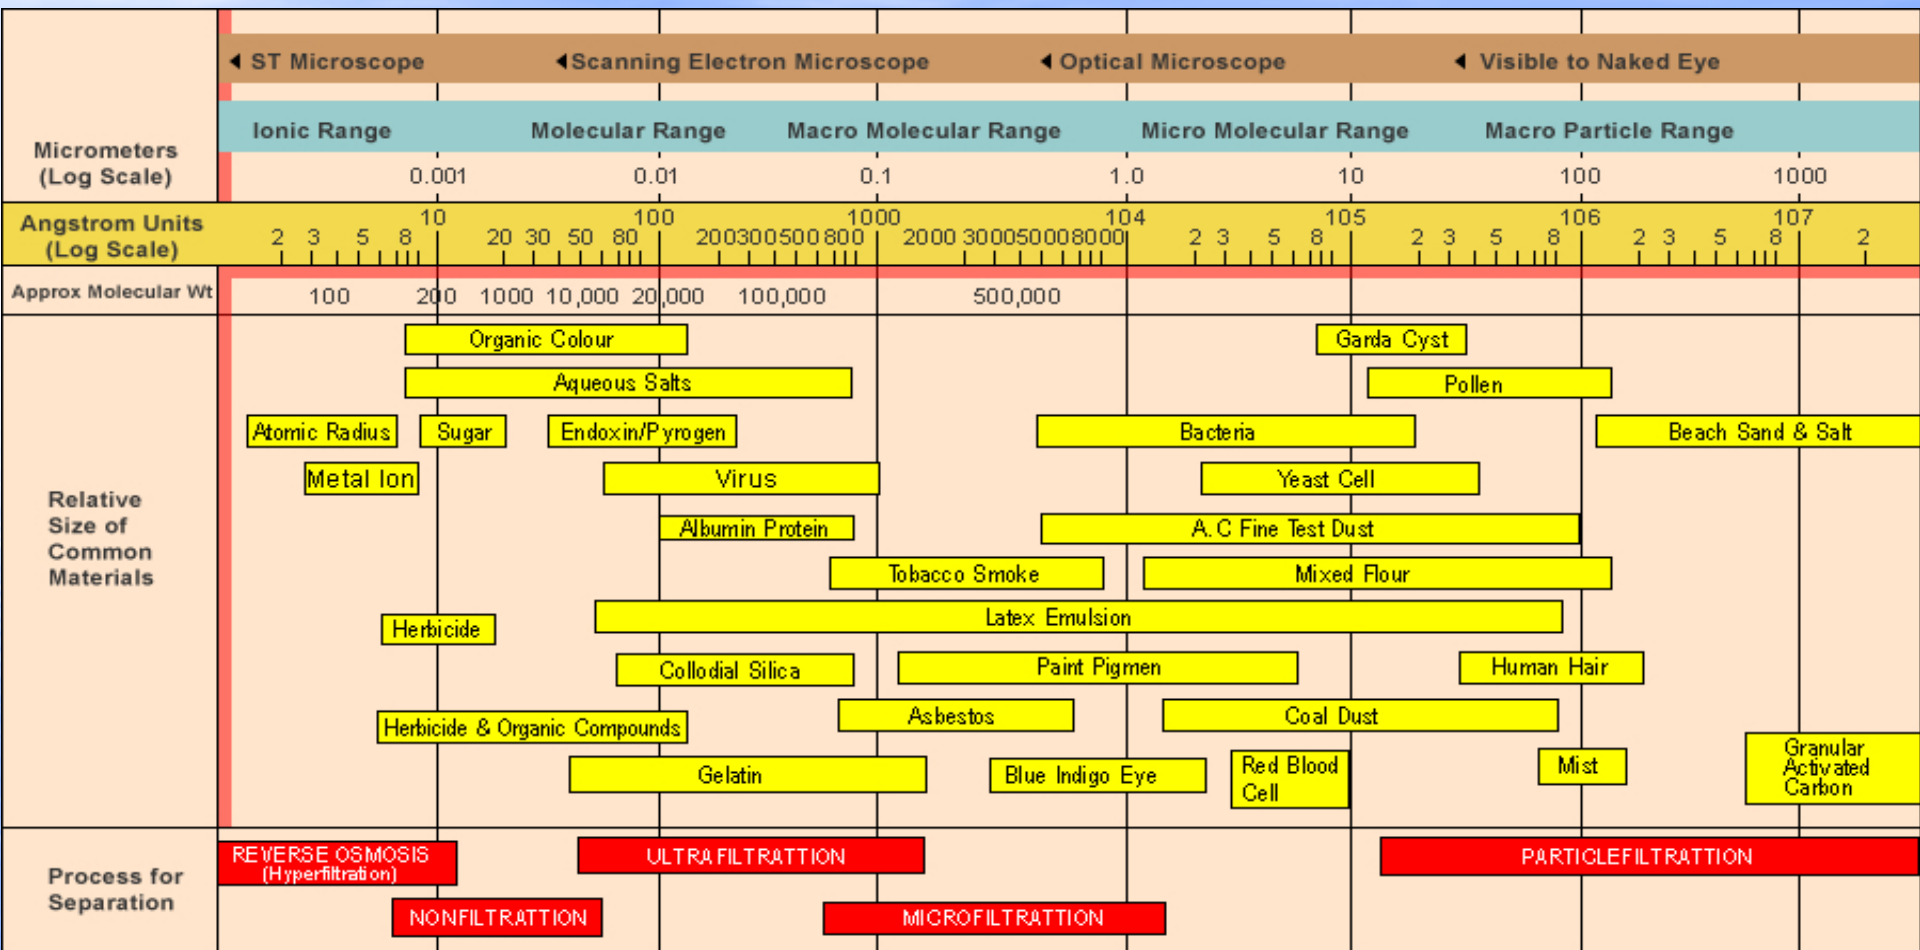 ST Microscope
Scanning Electron Microscope
Optical Microscope
Visible to Naked Eye
Ionic Range
Molecular Range
Macro Molecular Range
Micro Molecular Range
Macro Particle Range
Micrometers
(Log Scale)
0.001
0.01
0.1
1.0
10
100
1000
Angstrom Units
(Log Scale)
10
100
1000
104
105
106
107
2 3 5 8 20 30 50 80 200 300 500 800 2000 3000 5000 8000 2 3 5 8 2 3 5 8 2 3 5 8 2
Approx Molecular Wt
100
200
1000
10,000
20,000
100,000
500,000
Relative
Size of
Common
Materials
Organic Colour
Garda Cyst
Aqueous Salts
Pollen
Atomic Radius
Sugar
Endoxin/Pyrogen
Bacteria
Beach Sand & Salt
Metal Ion
Virus
Yeast Cell
Albumin Protein
A.C Fine Test Dust
Tobacco Smoke
Mixed Flour
Herbicide
Latex Emulsion
Collodial Silica
Paint Pigmen
Human Hair
Herbicide & Organic Compounds
Asbestos
Coal Dust
Gelatin
Blue Indigo Eye
Red Blood
Cell
Mist
Granular
Activated
Carbon
Process for
Separation
REVERSE OSMOSIS
(Hyperfiltration)
ULTRAFILTRATTION
PARTICLEFILTRATTION
NONFILTRATTION
MICROFILTRATTION